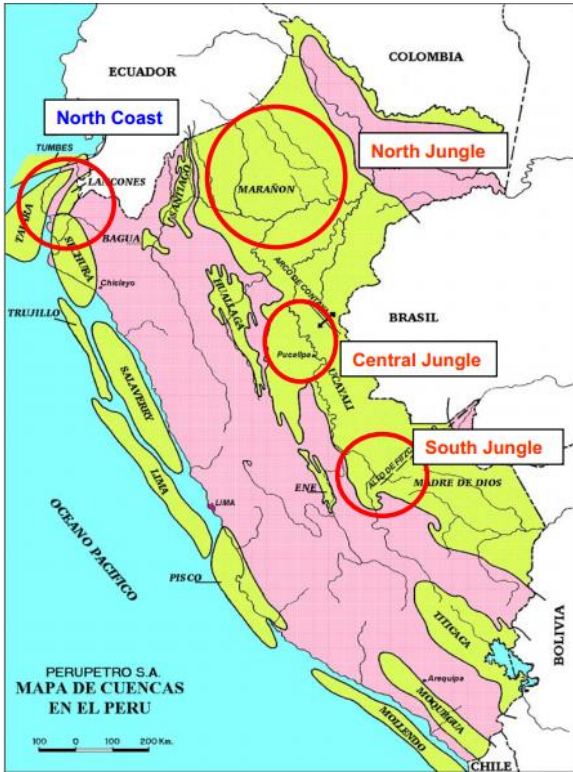 COLOMBIA
ECUADOR
North Coast
TUMBES
North Jungle
LANCONES
SANTIAGO
MARAÑON
TALARA
BAGUA
SECHURA
ARCO DE CONTAYA
Chiclayo
HUALLAGA
TRUJILLO
BRASIL
Pucallpa
Central Jungle
UCAYALI
SALAVERRY
South Jungle
LIMA
ENE
MADRE DE DIOS
LIMA
OCEANO PACIFICO
PISCO
TITICACA
BOLIVIA
PERUPETRO S.A.
MAPA DE CUENCAS
EN EL PERU
Arequipa
MOQUEGUA
MOLLENDO
100 0 100 200 Km.
CHILE